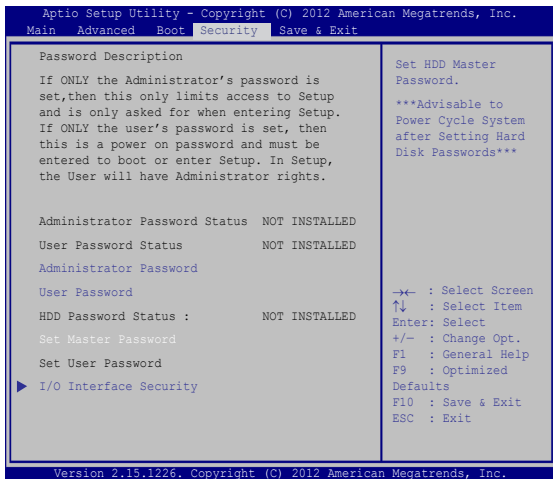 Aptio Setup Utility - Copyright (C) 2012 American Megatrends, Inc.
Main Advanced Boot Security Save & Exit
Password Description
If ONLY the Administrator's password is
set,then this only limits access to Setup
and is only asked for when entering Setup.
If ONLY the user's password is set, then
this is a power on password and must be
entered to boot or enter Setup. In Setup,
the User will have Administrator rights.
Administrator Password Status NOT INSTALLED
User Password Status NOT INSTALLED
Administrator Password
User Password
HDD Password Status : NOT INSTALLED
Set Master Password
Set User Password
I/O Interface Security
Set HDD Master
Password.
***Advisable to
Power Cycle System
after Setting Hard
Disk Passwords***
→← : Select Screen
↑↓ : Select Item
Enter: Select
+/— : Change Opt.
F1 : General Help
F9 : Optimized
Defaults
F10 : Save & Exit
ESC : Exit
Version 2.15.1226. Copyright (C) 2012 American Megatrends, Inc.